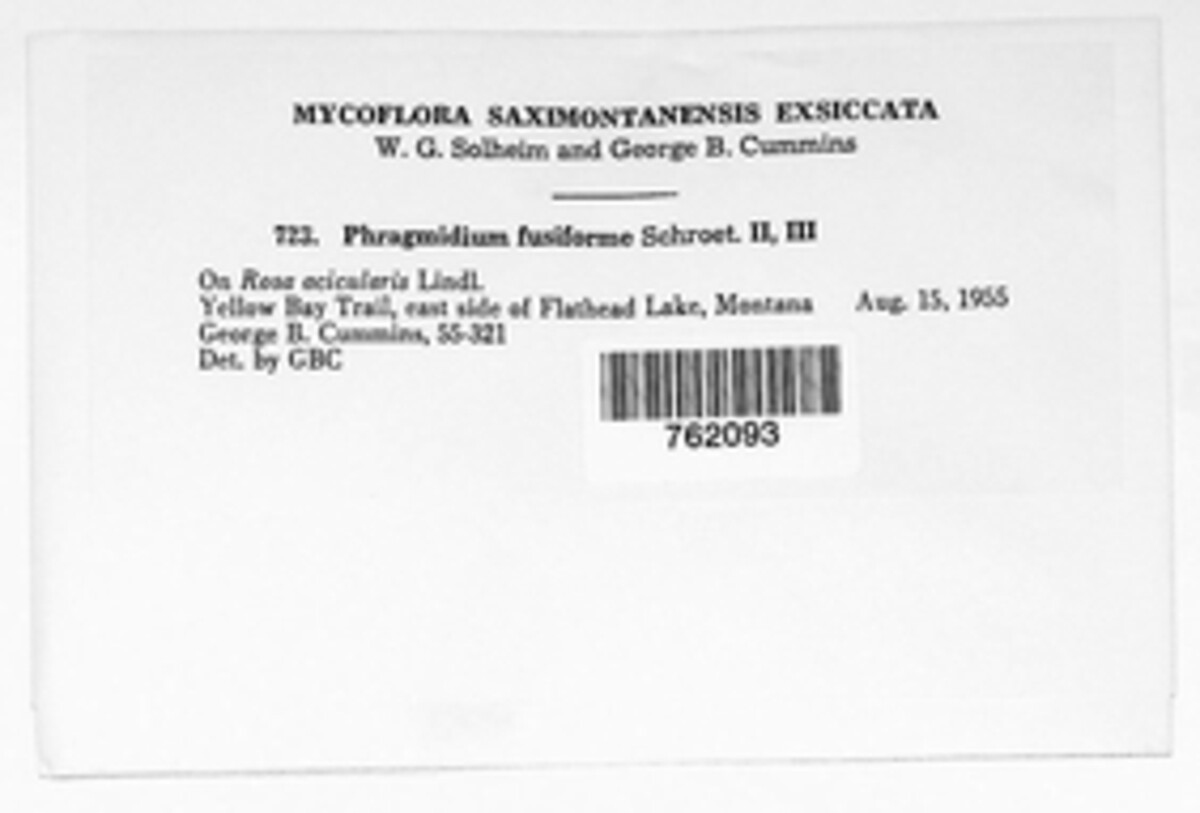 MYCOFLORA SAXIMONTANENSIS EXSICCATA
W. G. Solheim and George B. Cummins
723. Phragmidium fusiforme Schroet. II, III
On Rosa acicularis Lindl.
Yellow Bay Trail, east side of Flathead Lake, Montana Aug. 15, 1955
George B. Cummins, 55-321
Det. by GBC
762093